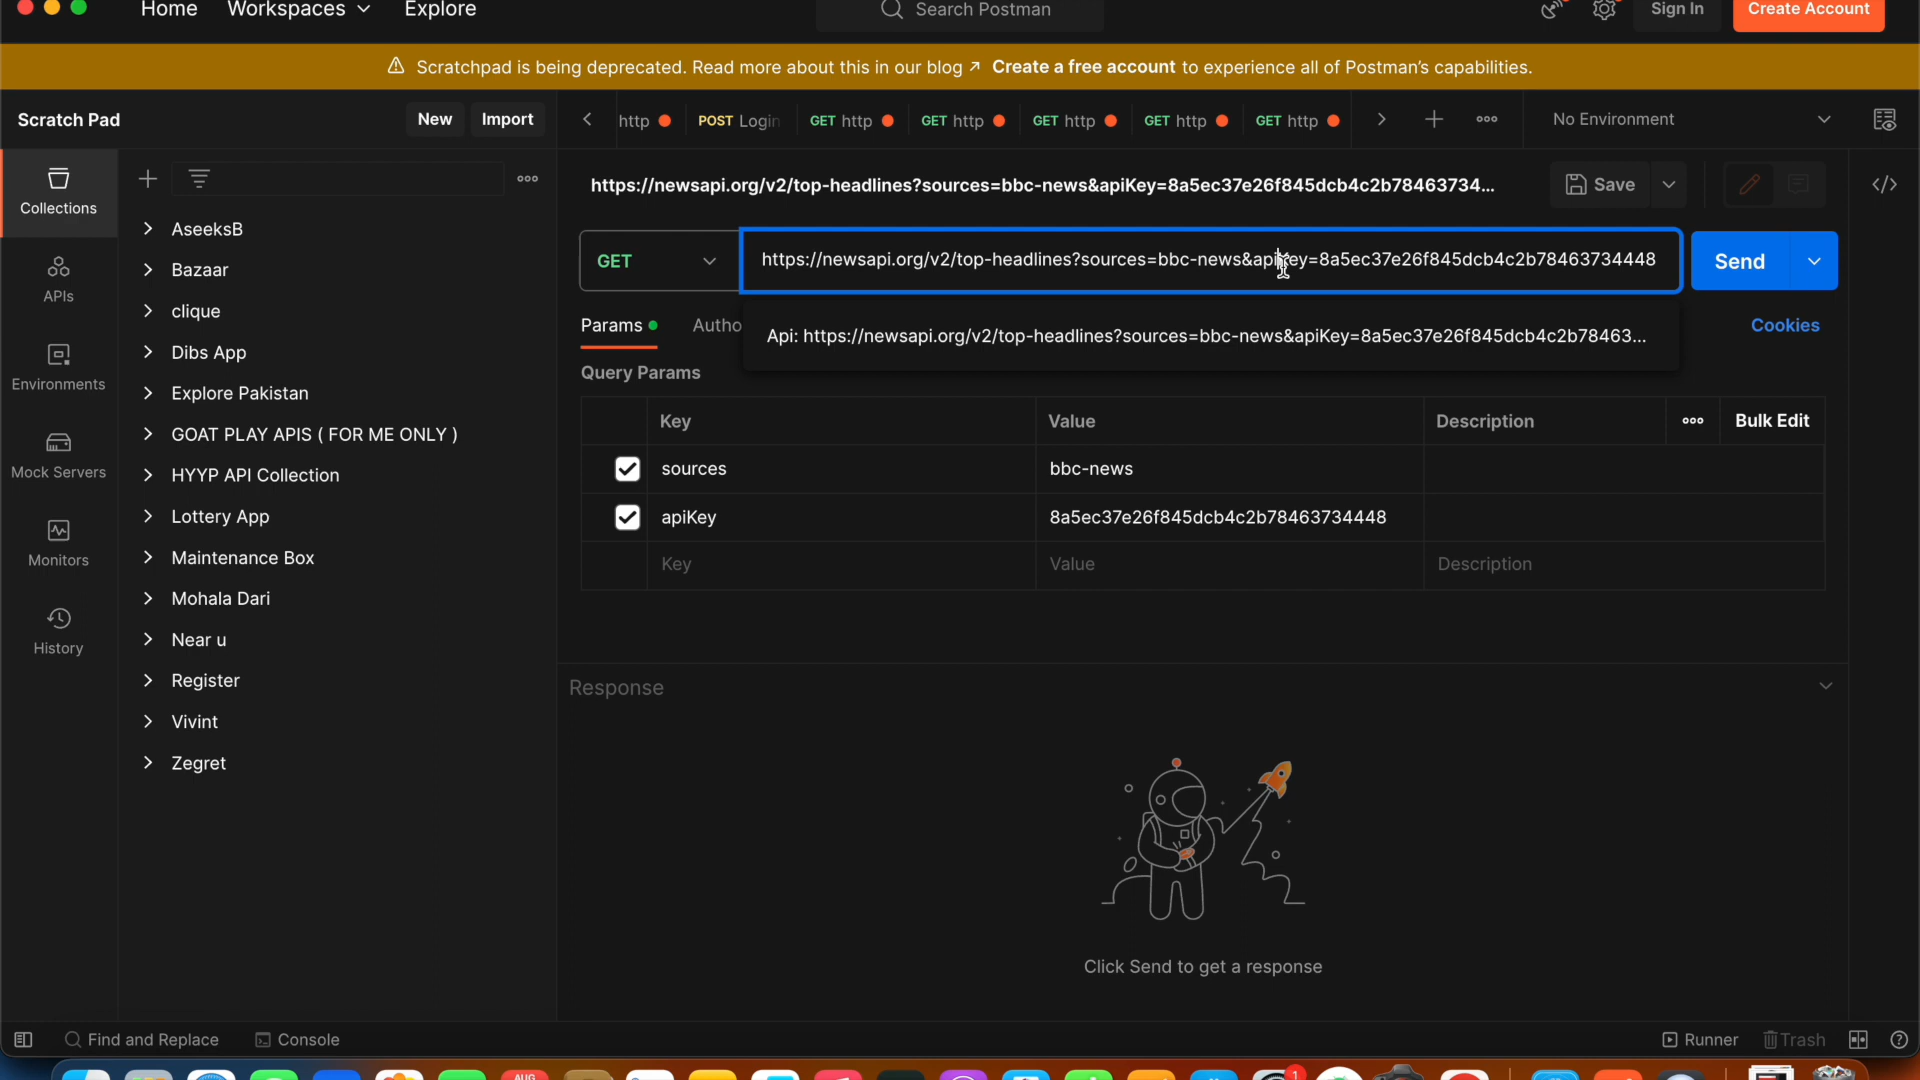 Home Workspaces Explore Search Postman Sign In Create Account
Scratchpad is being deprecated. Read more about this in our blog ↗ Create a free account to experience all of Postman's capabilities.
Scratch Pad New Import http POST Login GET http GET http GET http GET http GET http No Environment
https://newsapi.org/v2/top-headlines?sources=bbc-news&apiKey=8a5ec37e26f845dcb4c2b78463734... Save
Collections
APIs
Environments
Mock Servers
Monitors
History
AseeksB
Bazaar
clique
Dibs App
Explore Pakistan
GOAT PLAY APIS ( FOR ME ONLY )
HYYP API Collection
Lottery App
Maintenance Box
Mohala Dari
Near u
Register
Vivint
Zegret
GET https://newsapi.org/v2/top-headlines?sources=bbc-news&apiKey=8a5ec37e26f845dcb4c2b78463734448 Send
Params Autho Cookies
Api: https://newsapi.org/v2/top-headlines?sources=bbc-news&apiKey=8a5ec37e26f845dcb4c2b78463...
Query Params
Key Value Description Bulk Edit
sources bbc-news
apiKey 8a5ec37e26f845dcb4c2b78463734448
Key Value Description
Response
Click Send to get a response
Find and Replace Console Runner Trash
AUG 1